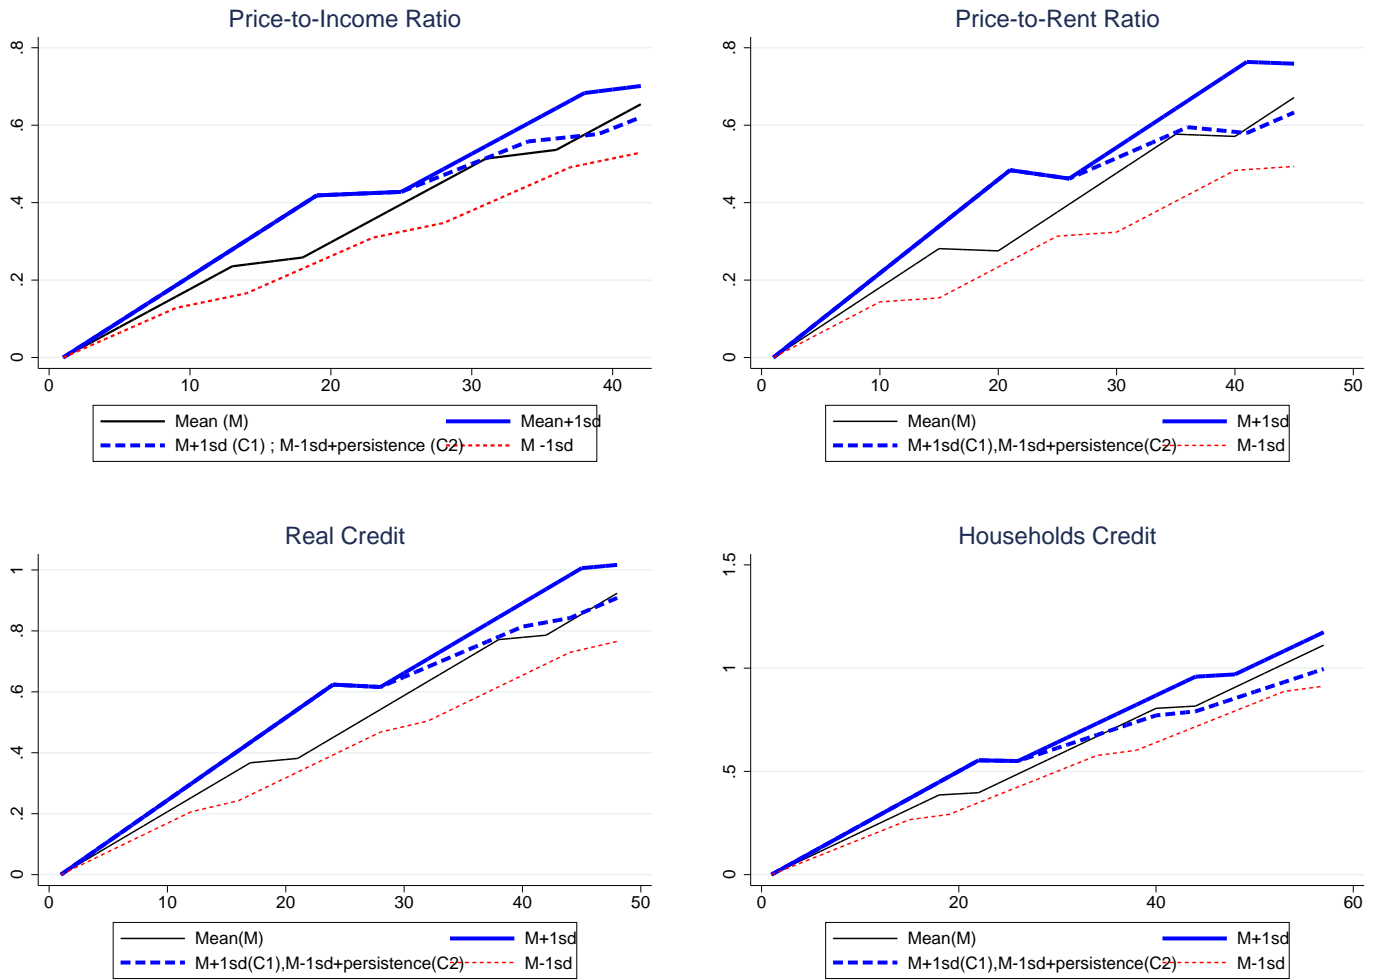 Price-to-Income Ratio
.8
.6
.4
.2
0
0 10 20 30 40
Mean (M) Mean+1sd
M+1sd (C1) ; M-1sd+persistence (C2) M -1sd
Price-to-Rent Ratio
.8
.6
.4
.2
0
0 10 20 30 40 50
Mean(M) M+1sd
M+1sd(C1),M-1sd+persistence(C2) M-1sd
Real Credit
1
.8
.6
.4
.2
0
0 10 20 30 40 50
Mean(M) M+1sd
M+1sd(C1),M-1sd+persistence(C2) M-1sd
Households Credit
1.5
1
.5
0
0 20 40 60
Mean(M) M+1sd
M+1sd(C1),M-1sd+persistence(C2) M-1sd